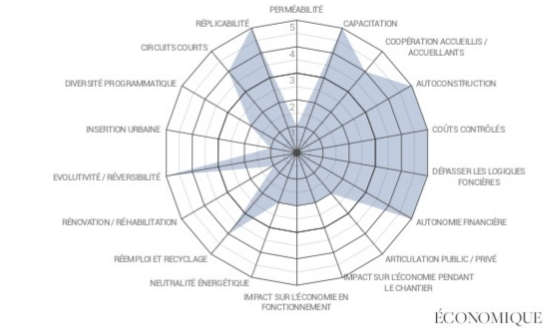 PERMÉABILITÉ
RÉPLICABILITÉ
CAPACITATION
CIRCUITS COURTS
COOPÉRATION ACCUEILLIS /
ACCUEILLANTS
DIVERSITÉ PROGRAMMATIQUE
AUTOCONSTRUCTION
INSERTION URBAINE
COÛTS CONTRÔLÉS
EVOLUTIVITÉ / RÉVERSIBILITÉ
DÉPASSER LES LOGIQUES
FONCIÈRES
RÉNOVATION / RÉHABILITATION
AUTONOMIE FINANCIÈRE
RÉEMPLOI ET RECYCLAGE
ARTICULATION PUBLIC / PRIVÉ
NEUTRALITÉ ÉNERGÉTIQUE
IMPACT SUR L'ÉCONOMIE PENDANT
LE CHANTIER
IMPACT SUR L'ÉCONOMIE EN
FONCTIONNEMENT
5
4
3
2
ÉCONOMIQUE